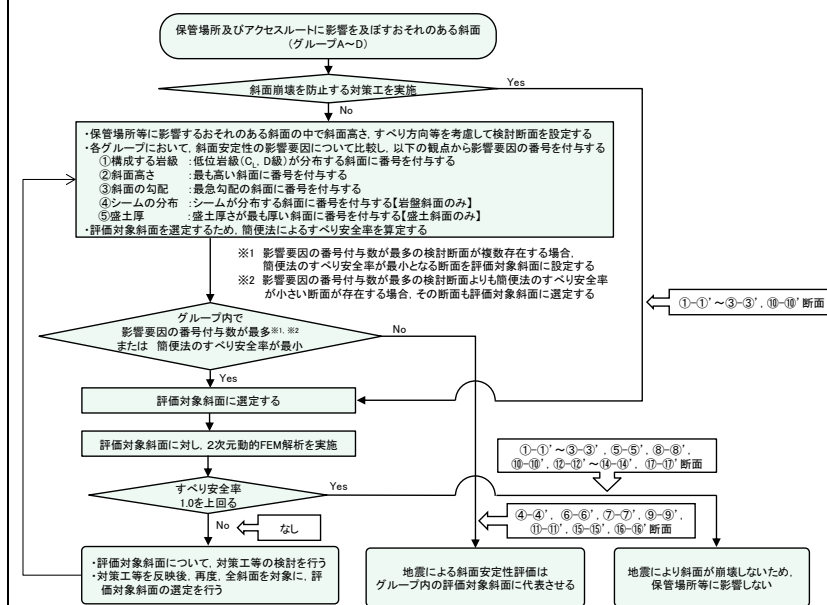 保管場所及びアクセスルートに影響を及ぼすおそれのある斜面
(グループA～D)
斜面崩壊を防止する対策工を実施
Yes
No
・保管場所等に影響するおそれのある斜面の中で斜面高さ，すべり方向等を考慮して検討断面を設定する
・各グループにおいて，斜面安定性の影響要因について比較し，以下の観点から影響要因の番号を付与する
①構成する岩級　：低位岩級(CL，D級)が分布する斜面に番号を付与する
②斜面高さ　：最も高い斜面に番号を付与する
③斜面の勾配　：最急勾配の斜面に番号を付与する
④シームの分布　：シームが分布する斜面に番号を付与する【岩盤斜面のみ】
⑤盛土厚　：盛土厚さが最も厚い斜面に番号を付与する【盛土斜面のみ】
・評価対象斜面を選定するため，簡便法によるすべり安全率を算定する
※1　影響要因の番号付与数が最多の検討断面が複数存在する場合，
簡便法のすべり安全率が最小となる断面を評価対象斜面に設定する
※2　影響要因の番号付与数が最多の検討断面よりも簡便法のすべり安全率
が小さい断面が存在する場合，その断面も評価対象斜面に選定する
①-①'～③-③'，⑩-⑩'断面
グループ内で
影響要因の番号付与数が最多※1，※2
または　簡便法のすべり安全率が最小
No
Yes
評価対象斜面に選定する
評価対象斜面に対し，2次元動的FEM解析を実施
①-①'～③-③'，⑤-⑤'，⑧-⑧'，
⑩-⑩'，⑫-⑫'～⑭-⑭'，⑰-⑰'断面
すべり安全率
1.0を上回る
Yes
No
なし
④-④'，⑥-⑥'，⑦-⑦'，⑨-⑨'，
⑪-⑪'，⑮-⑮'，⑯-⑯'断面
・評価対象斜面について，対策工等の検討を行う
・対策工等を反映後，再度，全斜面を対象に，評
価対象斜面の選定を行う
地震による斜面安定性評価は
グループ内の評価対象斜面に代表させる
地震により斜面が崩壊しないため，
保管場所等に影響しない